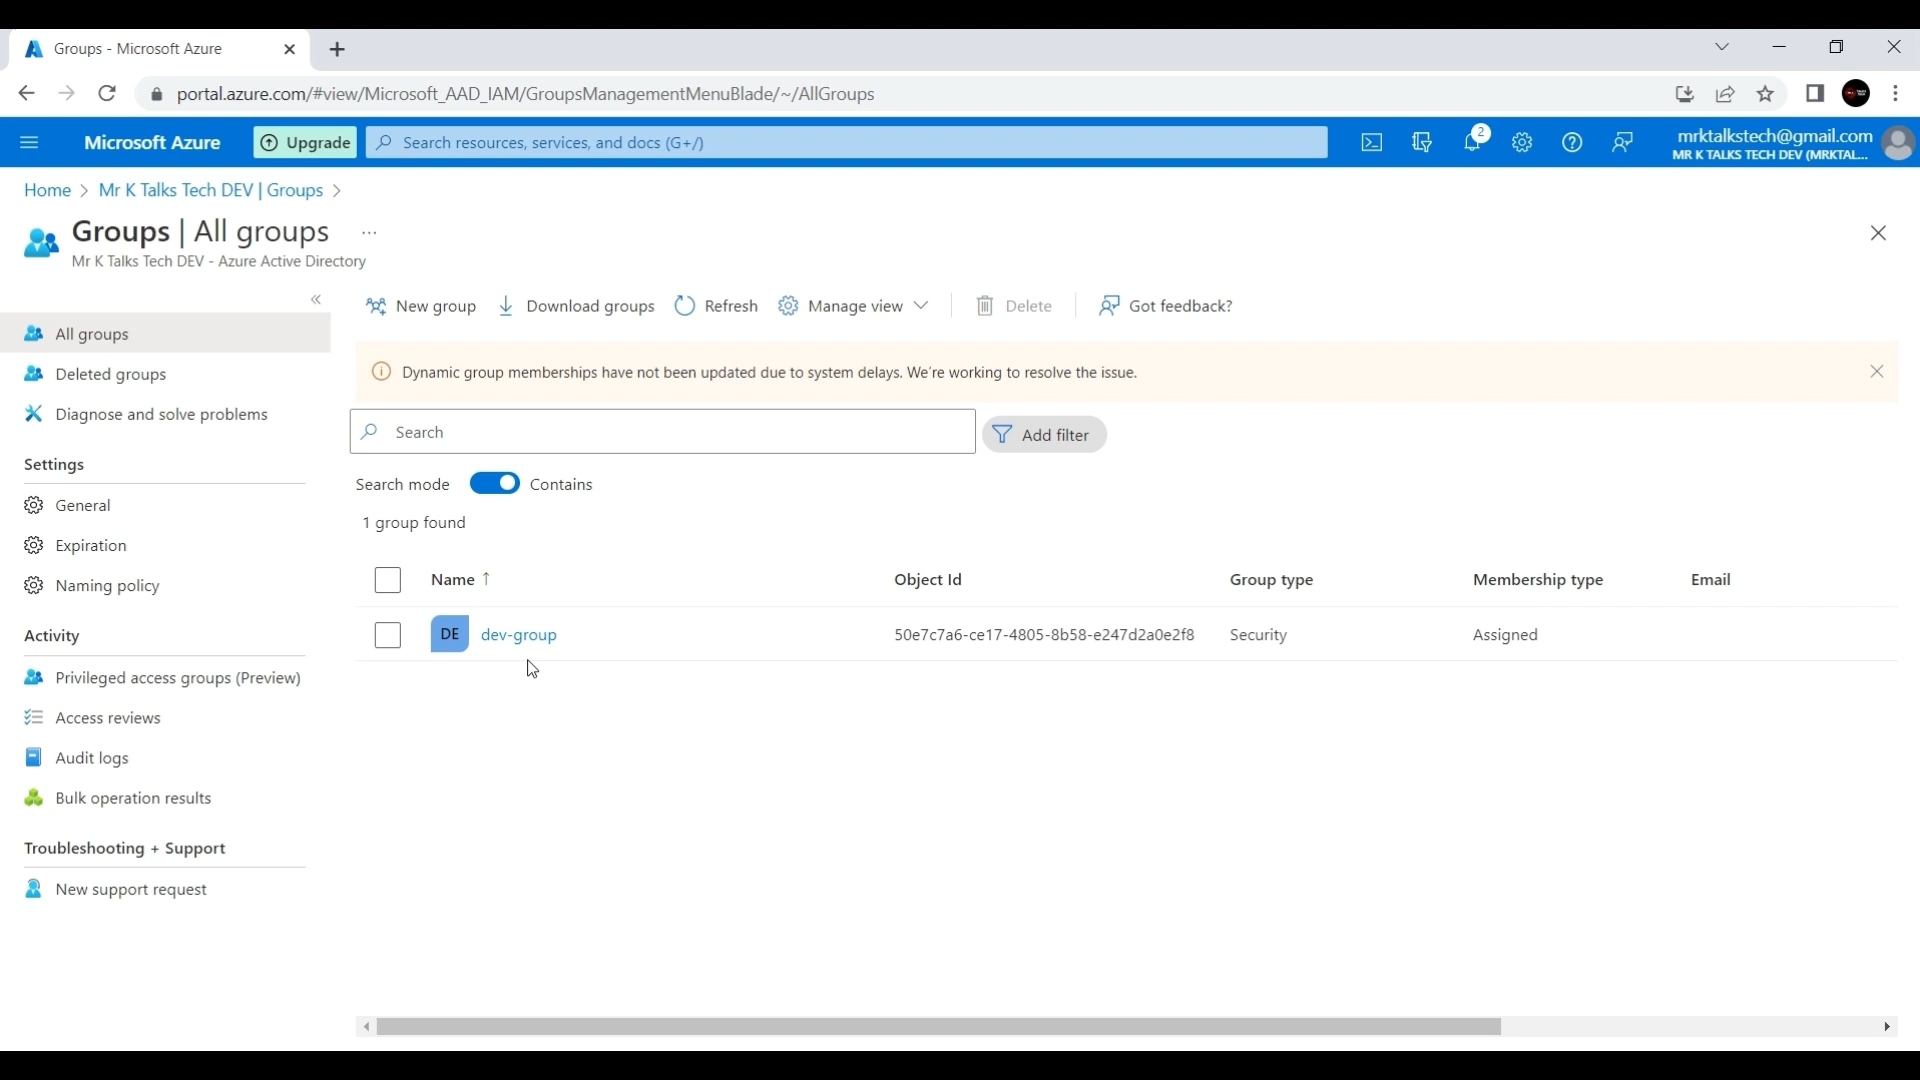 Groups - Microsoft Azure
portal.azure.com/#view/Microsoft_AAD_IAM/GroupsManagementMenuBlade/~/AllGroups
Microsoft Azure
Upgrade
Search resources, services, and docs (G+/)
2
mrktalkstech@gmail.com
MR K TALKS TECH DEV (MRKTAL...
Home > Mr K Talks Tech DEV | Groups >
Groups | All groups ...
Mr K Talks Tech DEV - Azure Active Directory
All groups
Deleted groups
Diagnose and solve problems
Settings
General
Expiration
Naming policy
Activity
Privileged access groups (Preview)
Access reviews
Audit logs
Bulk operation results
Troubleshooting + Support
New support request
New group Download groups Refresh Manage view Delete Got feedback?
Dynamic group memberships have not been updated due to system delays. We're working to resolve the issue.
Search
Add filter
Search mode Contains
1 group found
Name ↑ Object Id Group type Membership type Email
DE dev-group 50e7c7a6-ce17-4805-8b58-e247d2a0e2f8 Security Assigned